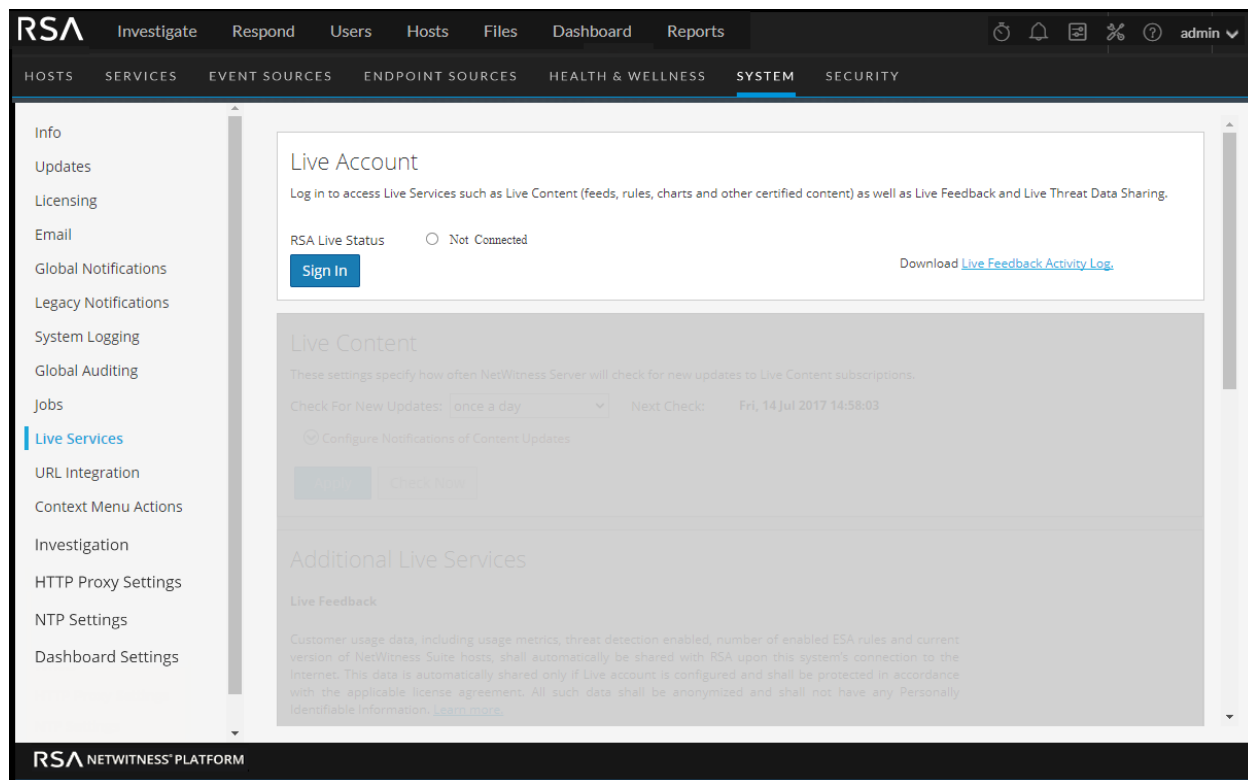 RSA Investigate Respond Users Hosts Files Dashboard Reports admin
HOSTS SERVICES EVENT SOURCES ENDPOINT SOURCES HEALTH & WELLNESS SYSTEM SECURITY
Info
Updates
Licensing
Email
Global Notifications
Legacy Notifications
System Logging
Global Auditing
Jobs
Live Services
URL Integration
Context Menu Actions
Investigation
HTTP Proxy Settings
NTP Settings
Dashboard Settings
Live Account
Log in to access Live Services such as Live Content (feeds, rules, charts and other certified content) as well as Live Feedback and Live Threat Data Sharing.
RSA Live Status Not Connected
Sign In
Download Live Feedback Activity Log.
Live Content
These settings specify how often NetWitness Server will check for new updates to Live Content subscriptions.
Check For New Updates: once a day Next Check: Fri, 14 Jul 2017 14:58:03
Configure Notifications of Content Updates
Apply Check Now
Additional Live Services
Live Feedback
Customer usage data, including usage metrics, threat detection enabled, number of enabled ESA rules and current
version of NetWitness Suite hosts, shall automatically be shared with RSA upon this system's connection to the
internet. This data is automatically shared only if Live account is configured and shall be protected in accordance
with the applicable license agreement. All such data shall be anonymized and shall not have any Personally
Identifiable Information. Learn more.
RSA NETWITNESS® PLATFORM